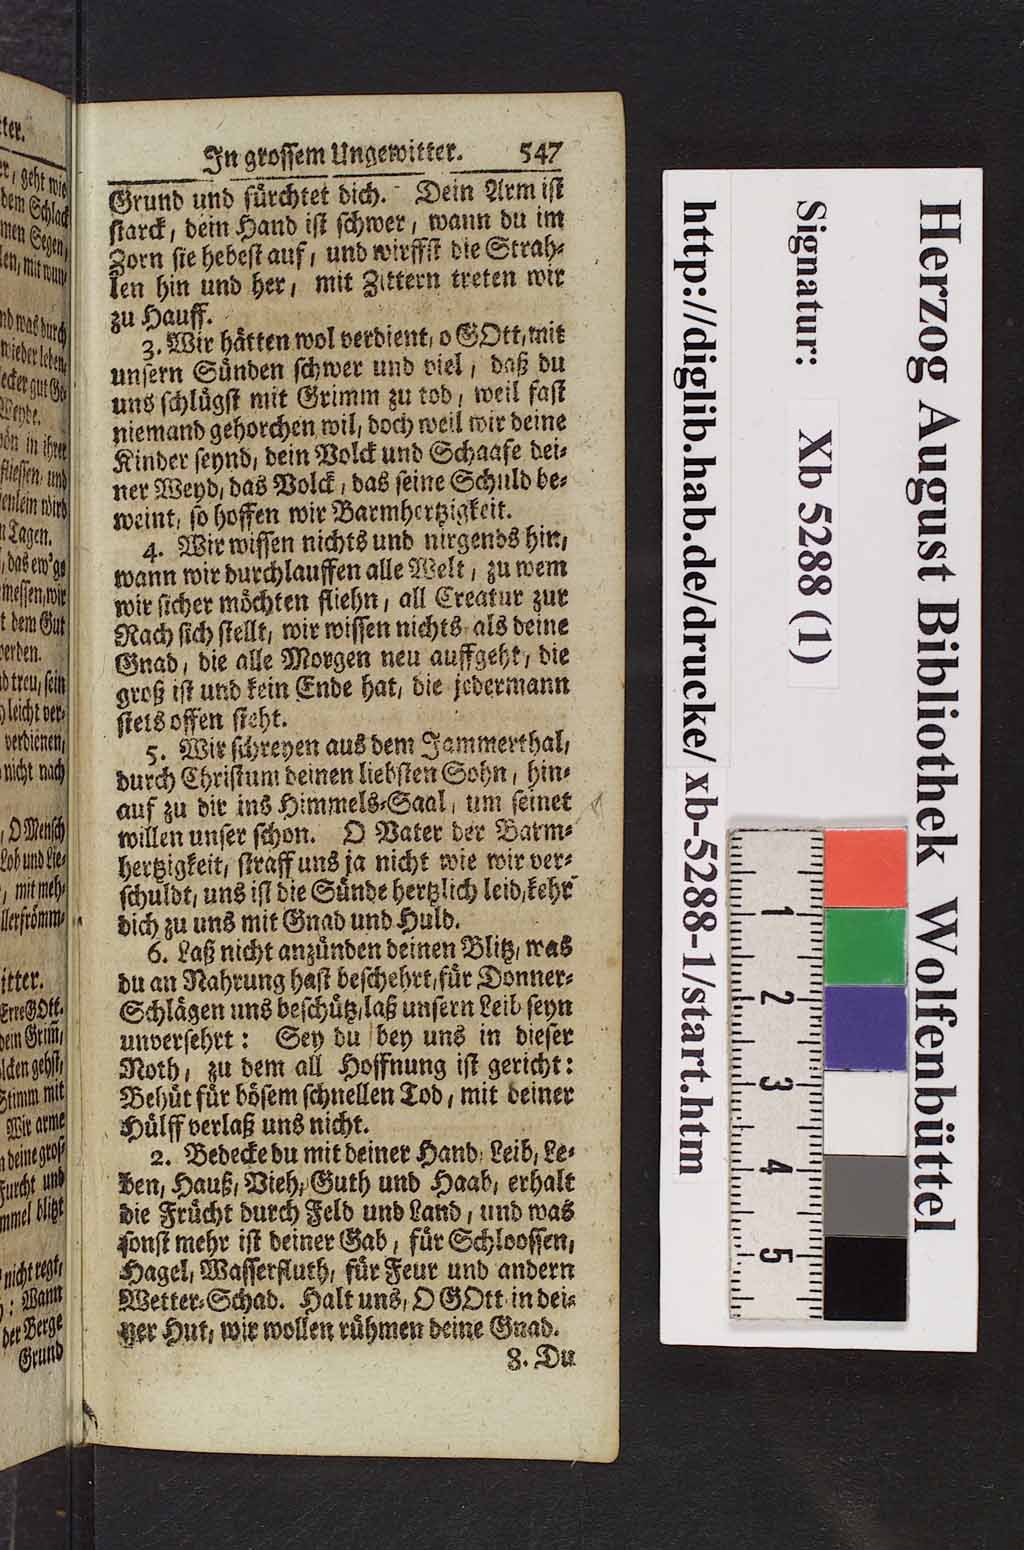 In grossem Ungewitter. 547
Grund und fürchtet dich. Dein Arm ist
starck, dein Hand ist schwer, wann du im
Zorn sie hebest auf, und wirffst die Strah-
len hin und her, mit Zittern treten wir
zu Hauff.
3. Wir hätten wol verdient, o GOtt, mit
unsern Sünden schwer und viel, daß du
uns schlügst mit Grimm zu tod, weil fast
niemand gehorchen wil, doch weil wir deine
Kinder seynd, dein Volck und Schaafe dei-
ner Weyd, das Volck, das seine Schuld be-
weint, so hoffen wir Barmhertzigkeit.
4. Wir wissen nichts und nirgends hin,
wann wir durchlauffen alle Welt, zu wem
wir sicher möchten fliehn, all Creatur zur
Rach sich stellt, wir wissen nichts als deine
Gnad, die alle Morgen neu auffgeht, die
groß ist und kein Ende hat, die jedermann
stets offen steht.
5. Wir schreyen aus dem Jammerthal,
durch Christum deinen liebsten Sohn, hin-
auf zu dir ins Himmels-Saal, um seinet
willen unser schon. O Vater der Barm-
hertzigkeit, straff uns ja nicht wie wir ver-
schuldt, uns ist die Sünde hertzlich leid, kehr
dich zu uns mit Gnad und Huld.
6. Laß nicht anzünden deinen Blitz, was
du an Nahrung hast beschehrt, für Donner-
Schlägen uns beschütz, laß unsern Leib seyn
unversehrt: Sey du bey uns in dieser
Noth, zu dem all Hoffnung ist gericht:
Behüt für bösem schnellen Tod, mit deiner
Hülff verlaß uns nicht.
2. Bedecke du mit deiner Hand, Leib, Le-
ben, Hauß, Vieh, Guth und Haab, erhalt
die Frücht durch Feld und Land, und was
sonst mehr ist deiner Gab, für Schloossen,
Hagel, Wasserfluth, für Feur und andern
Wetter-Schad. Halt uns, O GOtt in dei-
ner Hut, wir wollen rühmen deine Gnad.
8. Du
Herzog August Bibliothek Wolfenbüttel
Signatur: Xb 5288 (1)
http://diglib.hab.de/drucke/xb-5288-1/start.htm
1
2
3
4
5